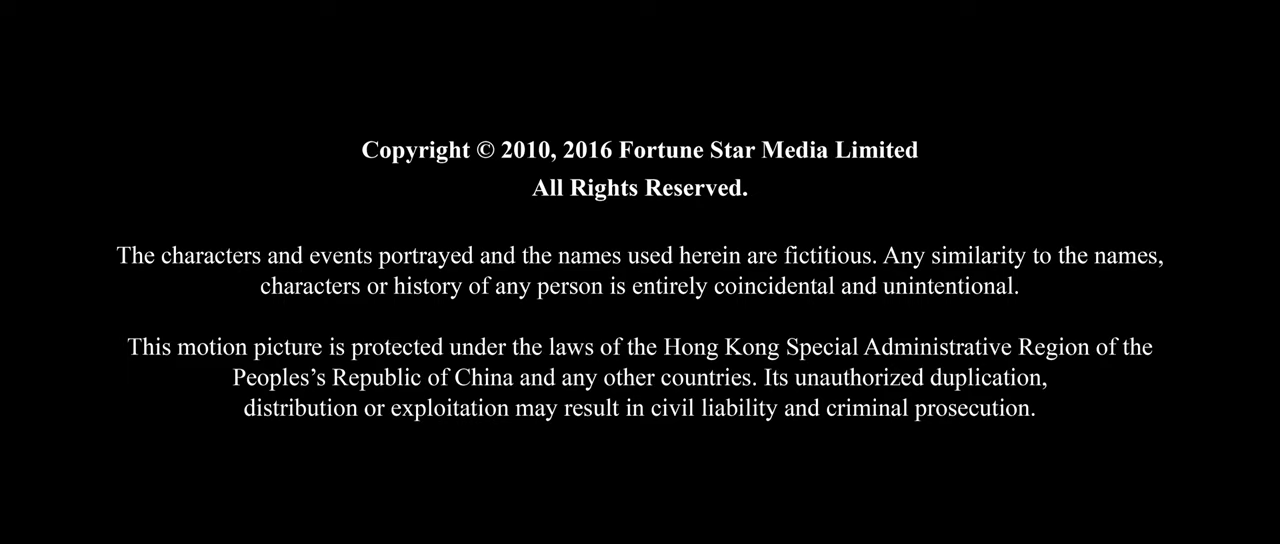 Copyright © 2010, 2016 Fortune Star Media Limited
All Rights Reserved.
The characters and events portrayed and the names used herein are fictitious. Any similarity to the names,
characters or history of any person is entirely coincidental and unintentional.
This motion picture is protected under the laws of the Hong Kong Special Administrative Region of the
Peoples’s Republic of China and any other countries. Its unauthorized duplication,
distribution or exploitation may result in civil liability and criminal prosecution.